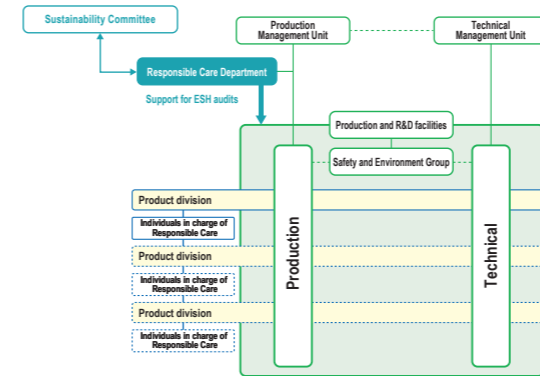 Sustainability Committee
Production
Management Unit
Technical
Management Unit
Responsible Care Department
Support for ESH audits
Production and R&D facilities
Safety and Environment Group
Production
Technical
Product division
Individuals in charge of
Responsible Care
Product division
Individuals in charge of
Responsible Care
Product division
Individuals in charge of
Responsible Care